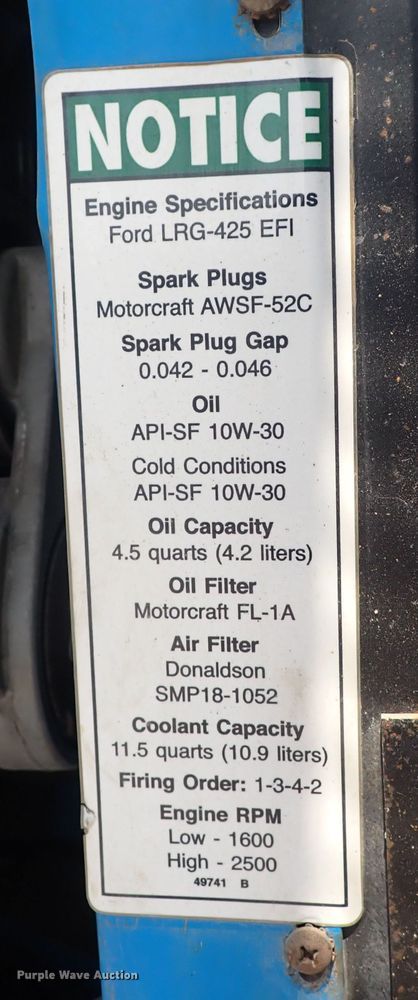 NOTICE
Engine Specifications
Ford LRG-425 EFI
Spark Plugs
Motorcraft AWSF-52C
Spark Plug Gap
0.042 - 0.046
Oil
API-SF 10W-30
Cold Conditions
API-SF 10W-30
Oil Capacity
4.5 quarts (4.2 liters)
Oil Filter
Motorcraft FL-1A
Air Filter
Donaldson
SMP18-1052
Coolant Capacity
11.5 quarts (10.9 liters)
Firing Order: 1-3-4-2
Engine RPM
Low - 1600
High - 2500
49741 B
Purple Wave Auction